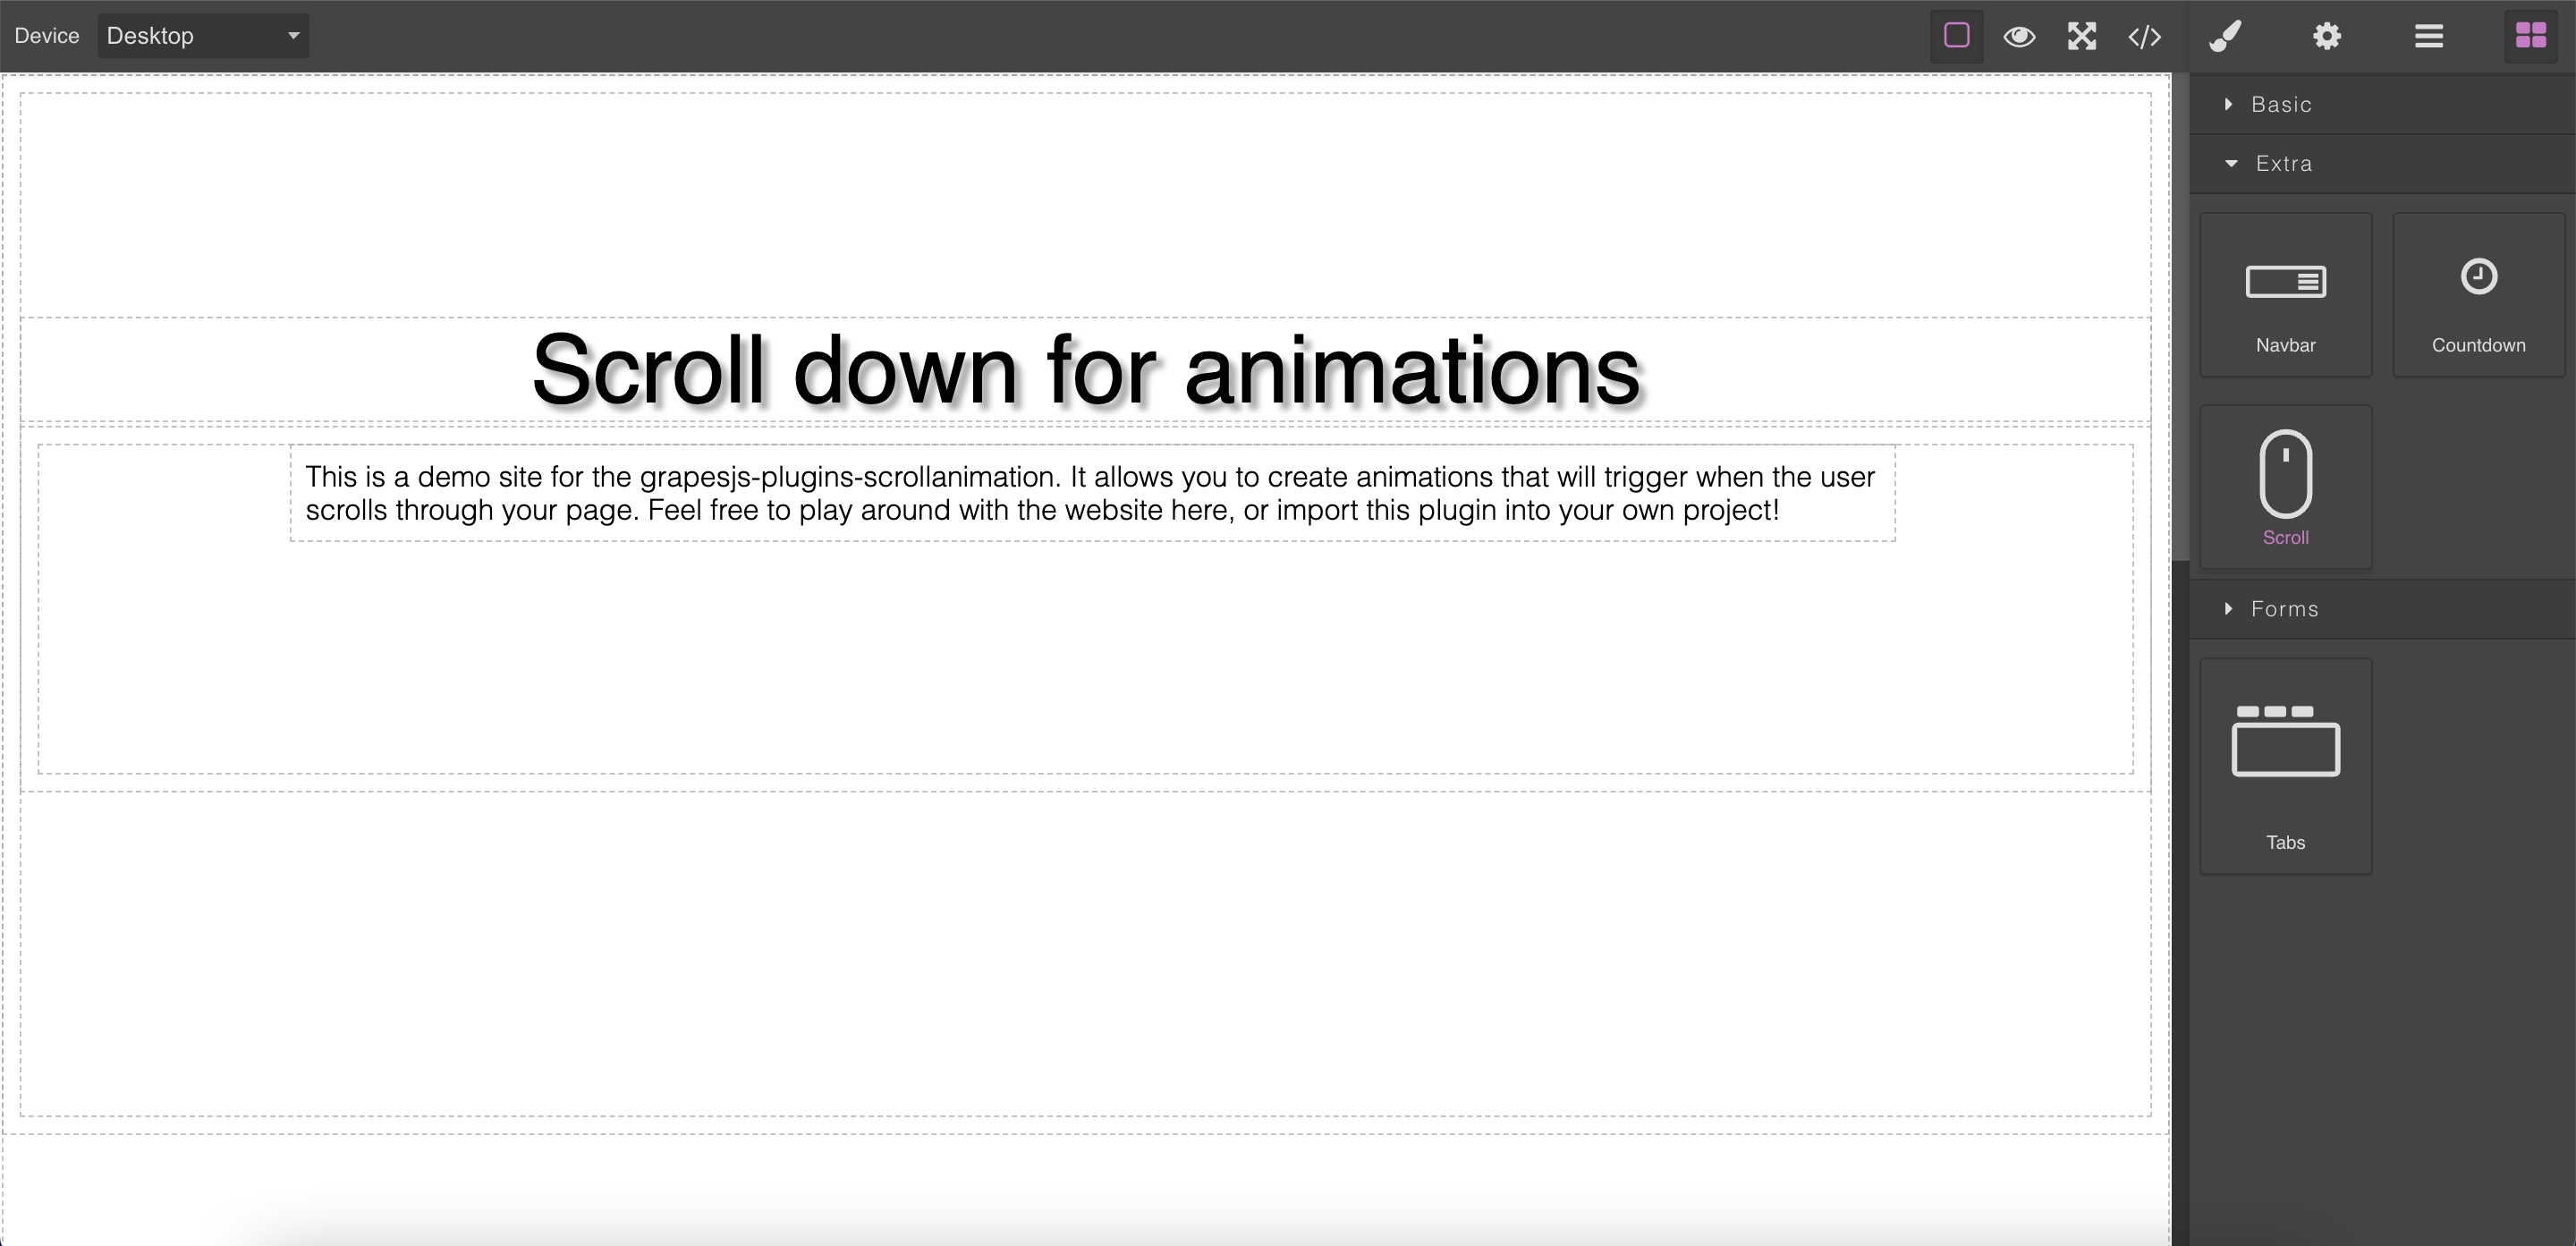 Device Desktop
Basic
Extra
Navbar Countdown
Scroll
Forms
Tabs
Scroll down for animations
This is a demo site for the grapesjs-plugins-scrollanimation. It allows you to create animations that will trigger when the user
scrolls through your page. Feel free to play around with the website here, or import this plugin into your own project!